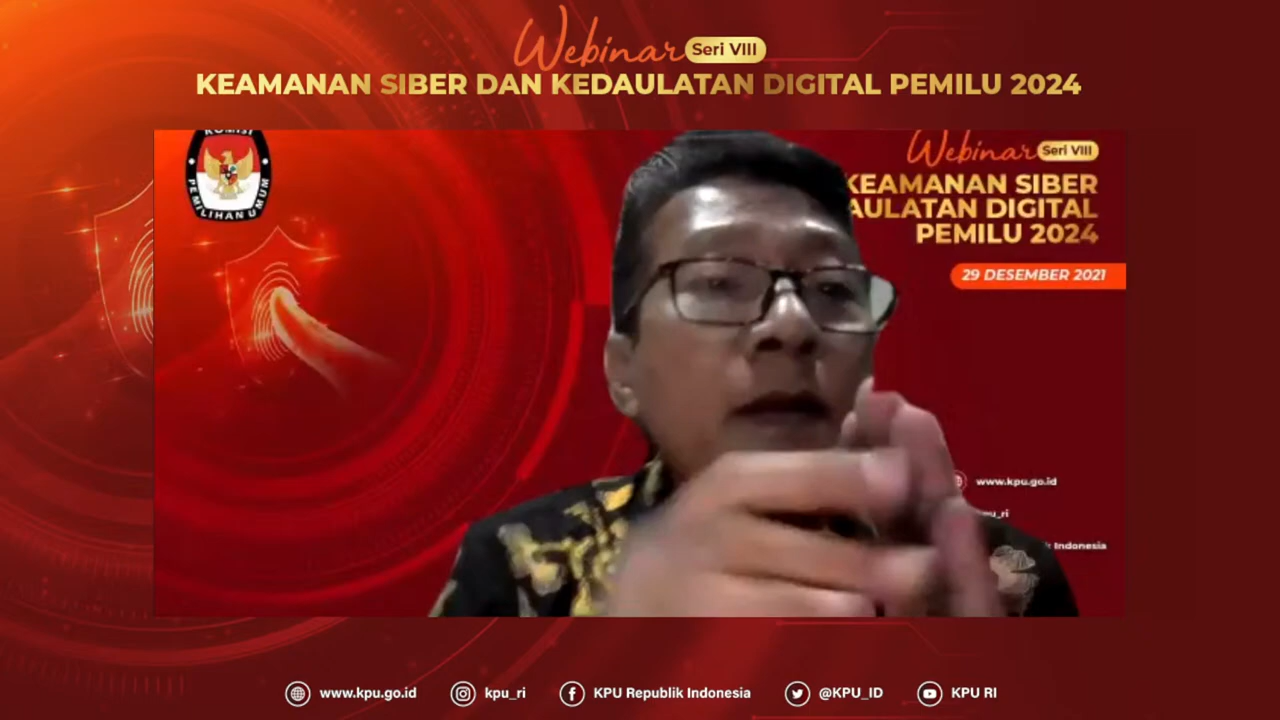 Webinar Seri VIII
KEAMANAN SIBER DAN KEDAULATAN DIGITAL PEMILU 2024
KOMISI
PEMILIHAN UMUM
Webinar Seri VIII
KEAMANAN SIBER
AULATAN DIGITAL
PEMILU 2024
29 DESEMBER 2021
www.kpu.go.id
pu_ri
Indonesia
www.kpu.go.id kpu_ri KPU Republik Indonesia @KPU_ID KPU RI